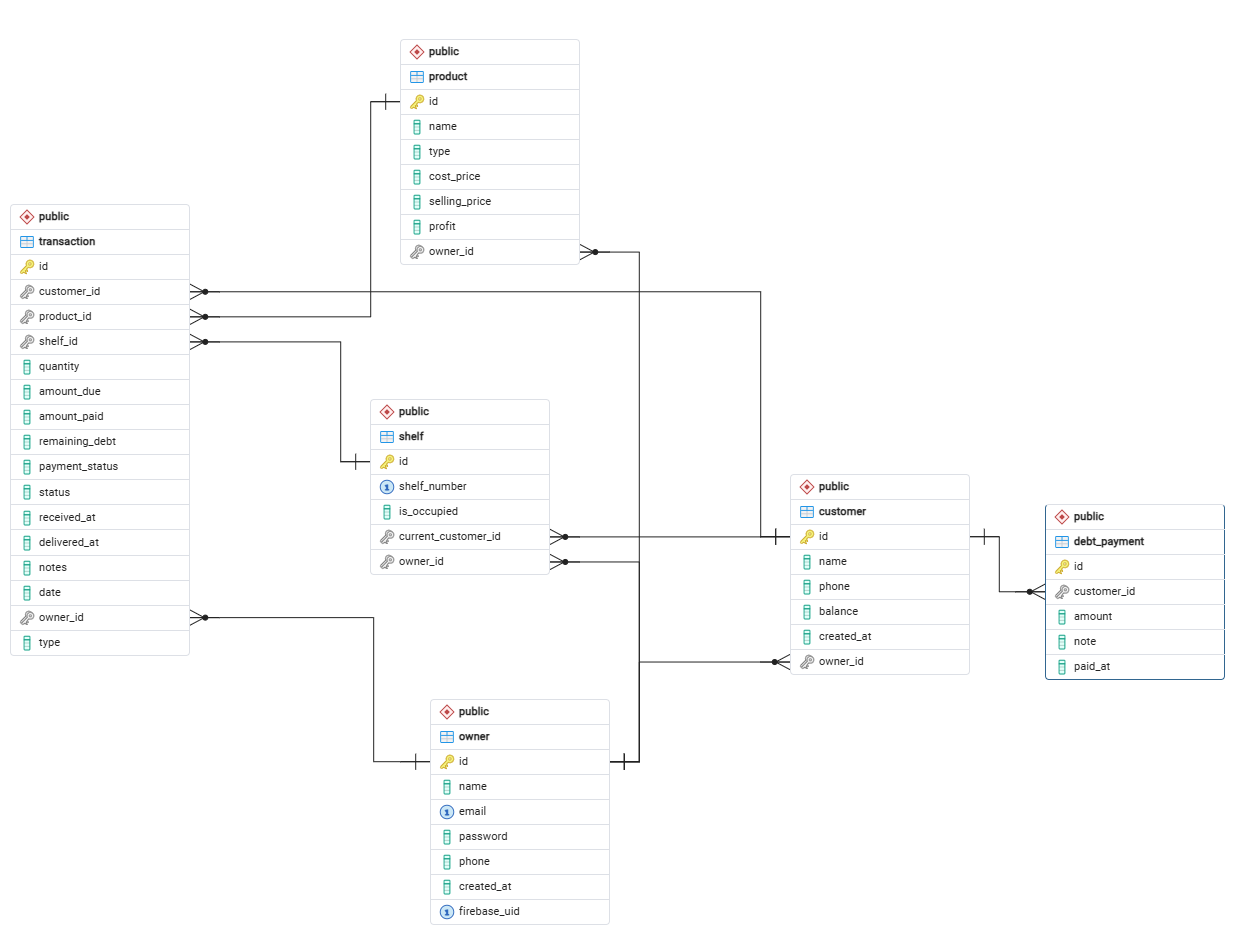 public
product
id
name
type
cost_price
selling_price
profit
owner_id
public
transaction
id
customer_id
product_id
shelf_id
quantity
amount_due
amount_paid
remaining_debt
payment_status
status
received_at
delivered_at
notes
date
owner_id
type
public
shelf
id
1 shelf_number
is_occupied
current_customer_id
owner_id
public
customer
id
name
phone
balance
created_at
owner_id
public
debt_payment
id
customer_id
amount
note
paid_at
public
owner
id
name
1 email
password
phone
created_at
1 firebase_uid